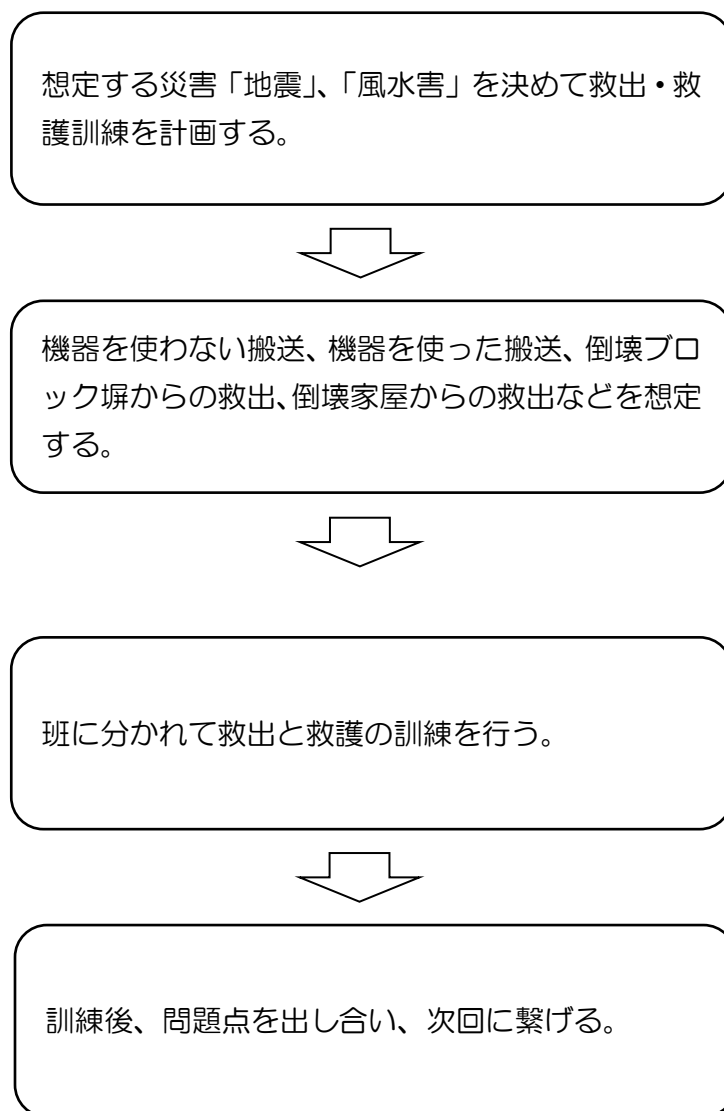 想定する災害「地震」、「風水害」を決めて救出・救
護訓練を計画する。
機器を使わない搬送、機器を使った搬送、倒壊ブロ
ック塀からの救出、倒壊家屋からの救出などを想定
する。
班に分かれて救出と救護の訓練を行う。
訓練後、問題点を出し合い、次回に繋げる。